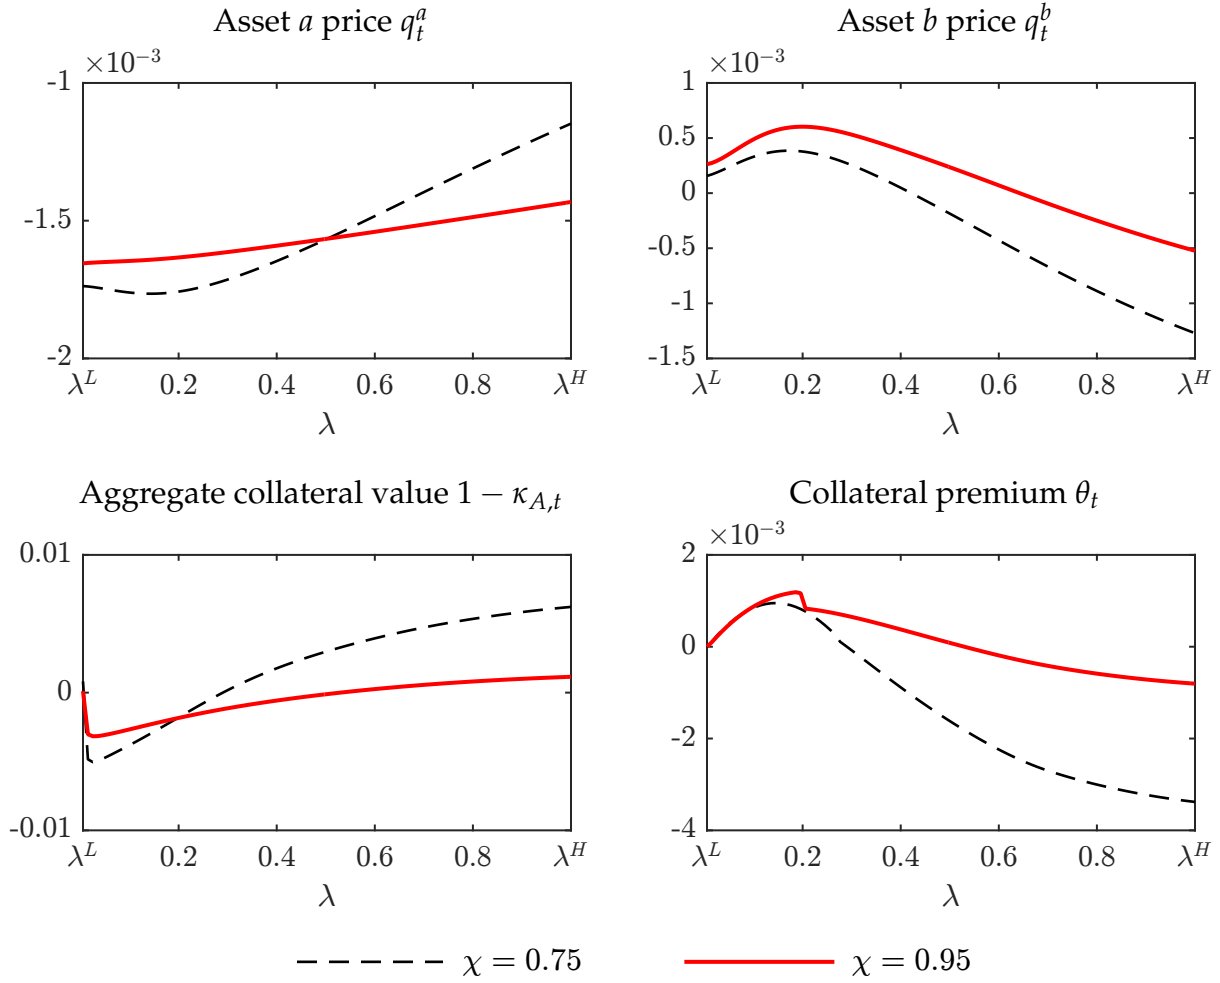 Asset a price q_t^a
×10⁻³
-1
-1.5
-2
λ^L 0.2 0.4 0.6 0.8 λ^H
λ
Asset b price q_t^b
×10⁻³
1
0.5
0
-0.5
-1
-1.5
λ^L 0.2 0.4 0.6 0.8 λ^H
λ
Aggregate collateral value 1 − κ_{A,t}
0.01
0
-0.01
λ^L 0.2 0.4 0.6 0.8 λ^H
λ
Collateral premium θ_t
×10⁻³
2
0
-2
-4
λ^L 0.2 0.4 0.6 0.8 λ^H
λ
χ = 0.75 χ = 0.95